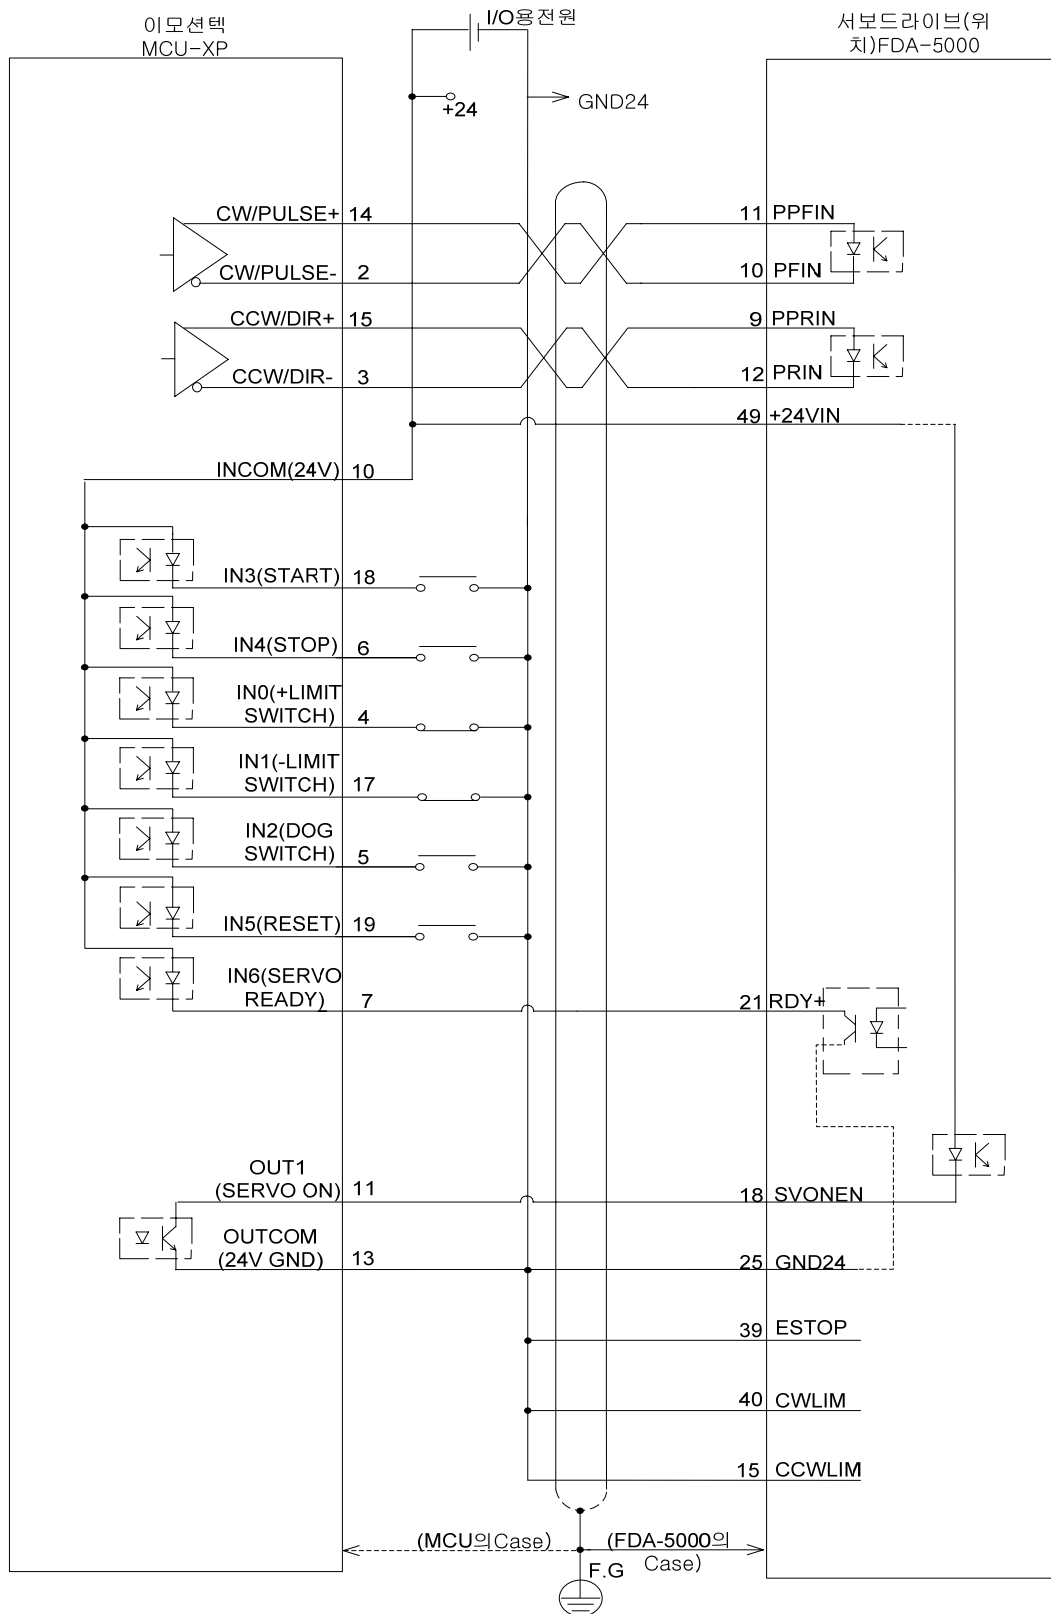 I/O용전원
이모션텍
MCU-XP
서보드라이브(위
치)FDA-5000
+24
GND24
CW/PULSE+ 14
11 PPFIN
CW/PULSE- 2
10 PFIN
CCW/DIR+ 15
9 PPRIN
CCW/DIR- 3
12 PRIN
49 +24VIN
INCOM(24V) 10
IN3(START) 18
IN4(STOP) 6
IN0(+LIMIT
SWITCH) 4
IN1(-LIMIT
SWITCH) 17
IN2(DOG
SWITCH) 5
IN5(RESET) 19
IN6(SERVO
READY) 7
21 RDY+
OUT1
(SERVO ON) 11
18 SVONEN
OUTCOM
(24V GND) 13
25 GND24
39 ESTOP
40 CWLIM
15 CCWLIM
(MCU의Case)
(FDA-5000의
Case)
F.G